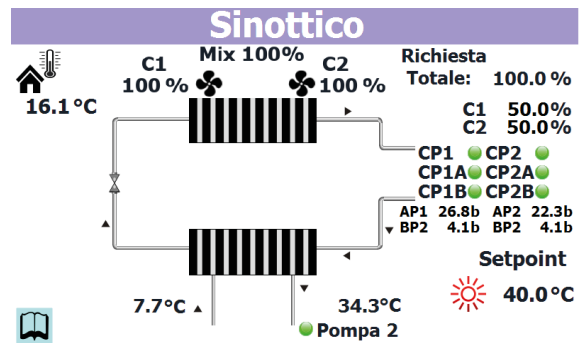 Sinottico
Mix 100%
C1 C2
100 % 100 %
16.1 °C
Richiesta
Totale: 100.0 %
C1 50.0%
C2 50.0%
CP1 CP2
CP1A CP2A
CP1B CP2B
AP1 26.8b AP2 22.3b
BP2 4.1b BP2 4.1b
Setpoint
40.0°C
7.7°C 34.3°C
Pompa 2